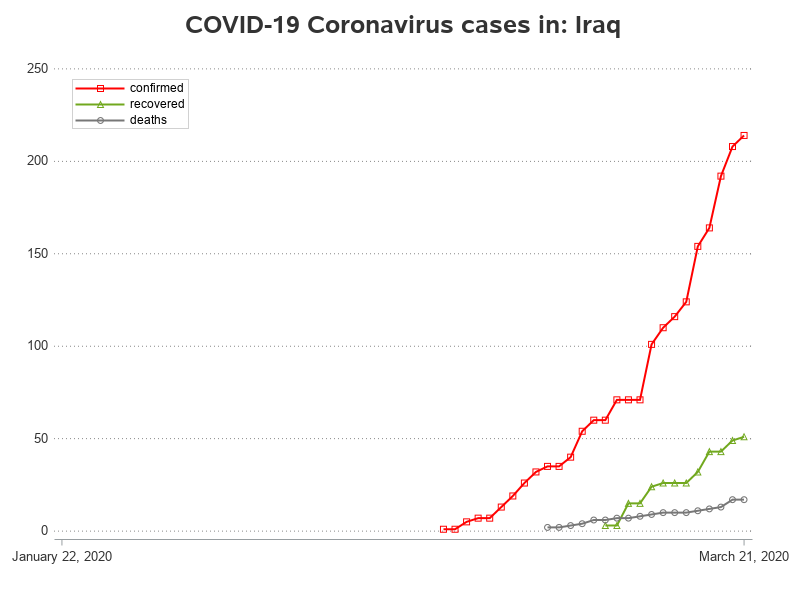 COVID-19 Coronavirus cases in: Iraq
250
confirmed
recovered
deaths
200
150
100
50
0
January 22, 2020
March 21, 2020